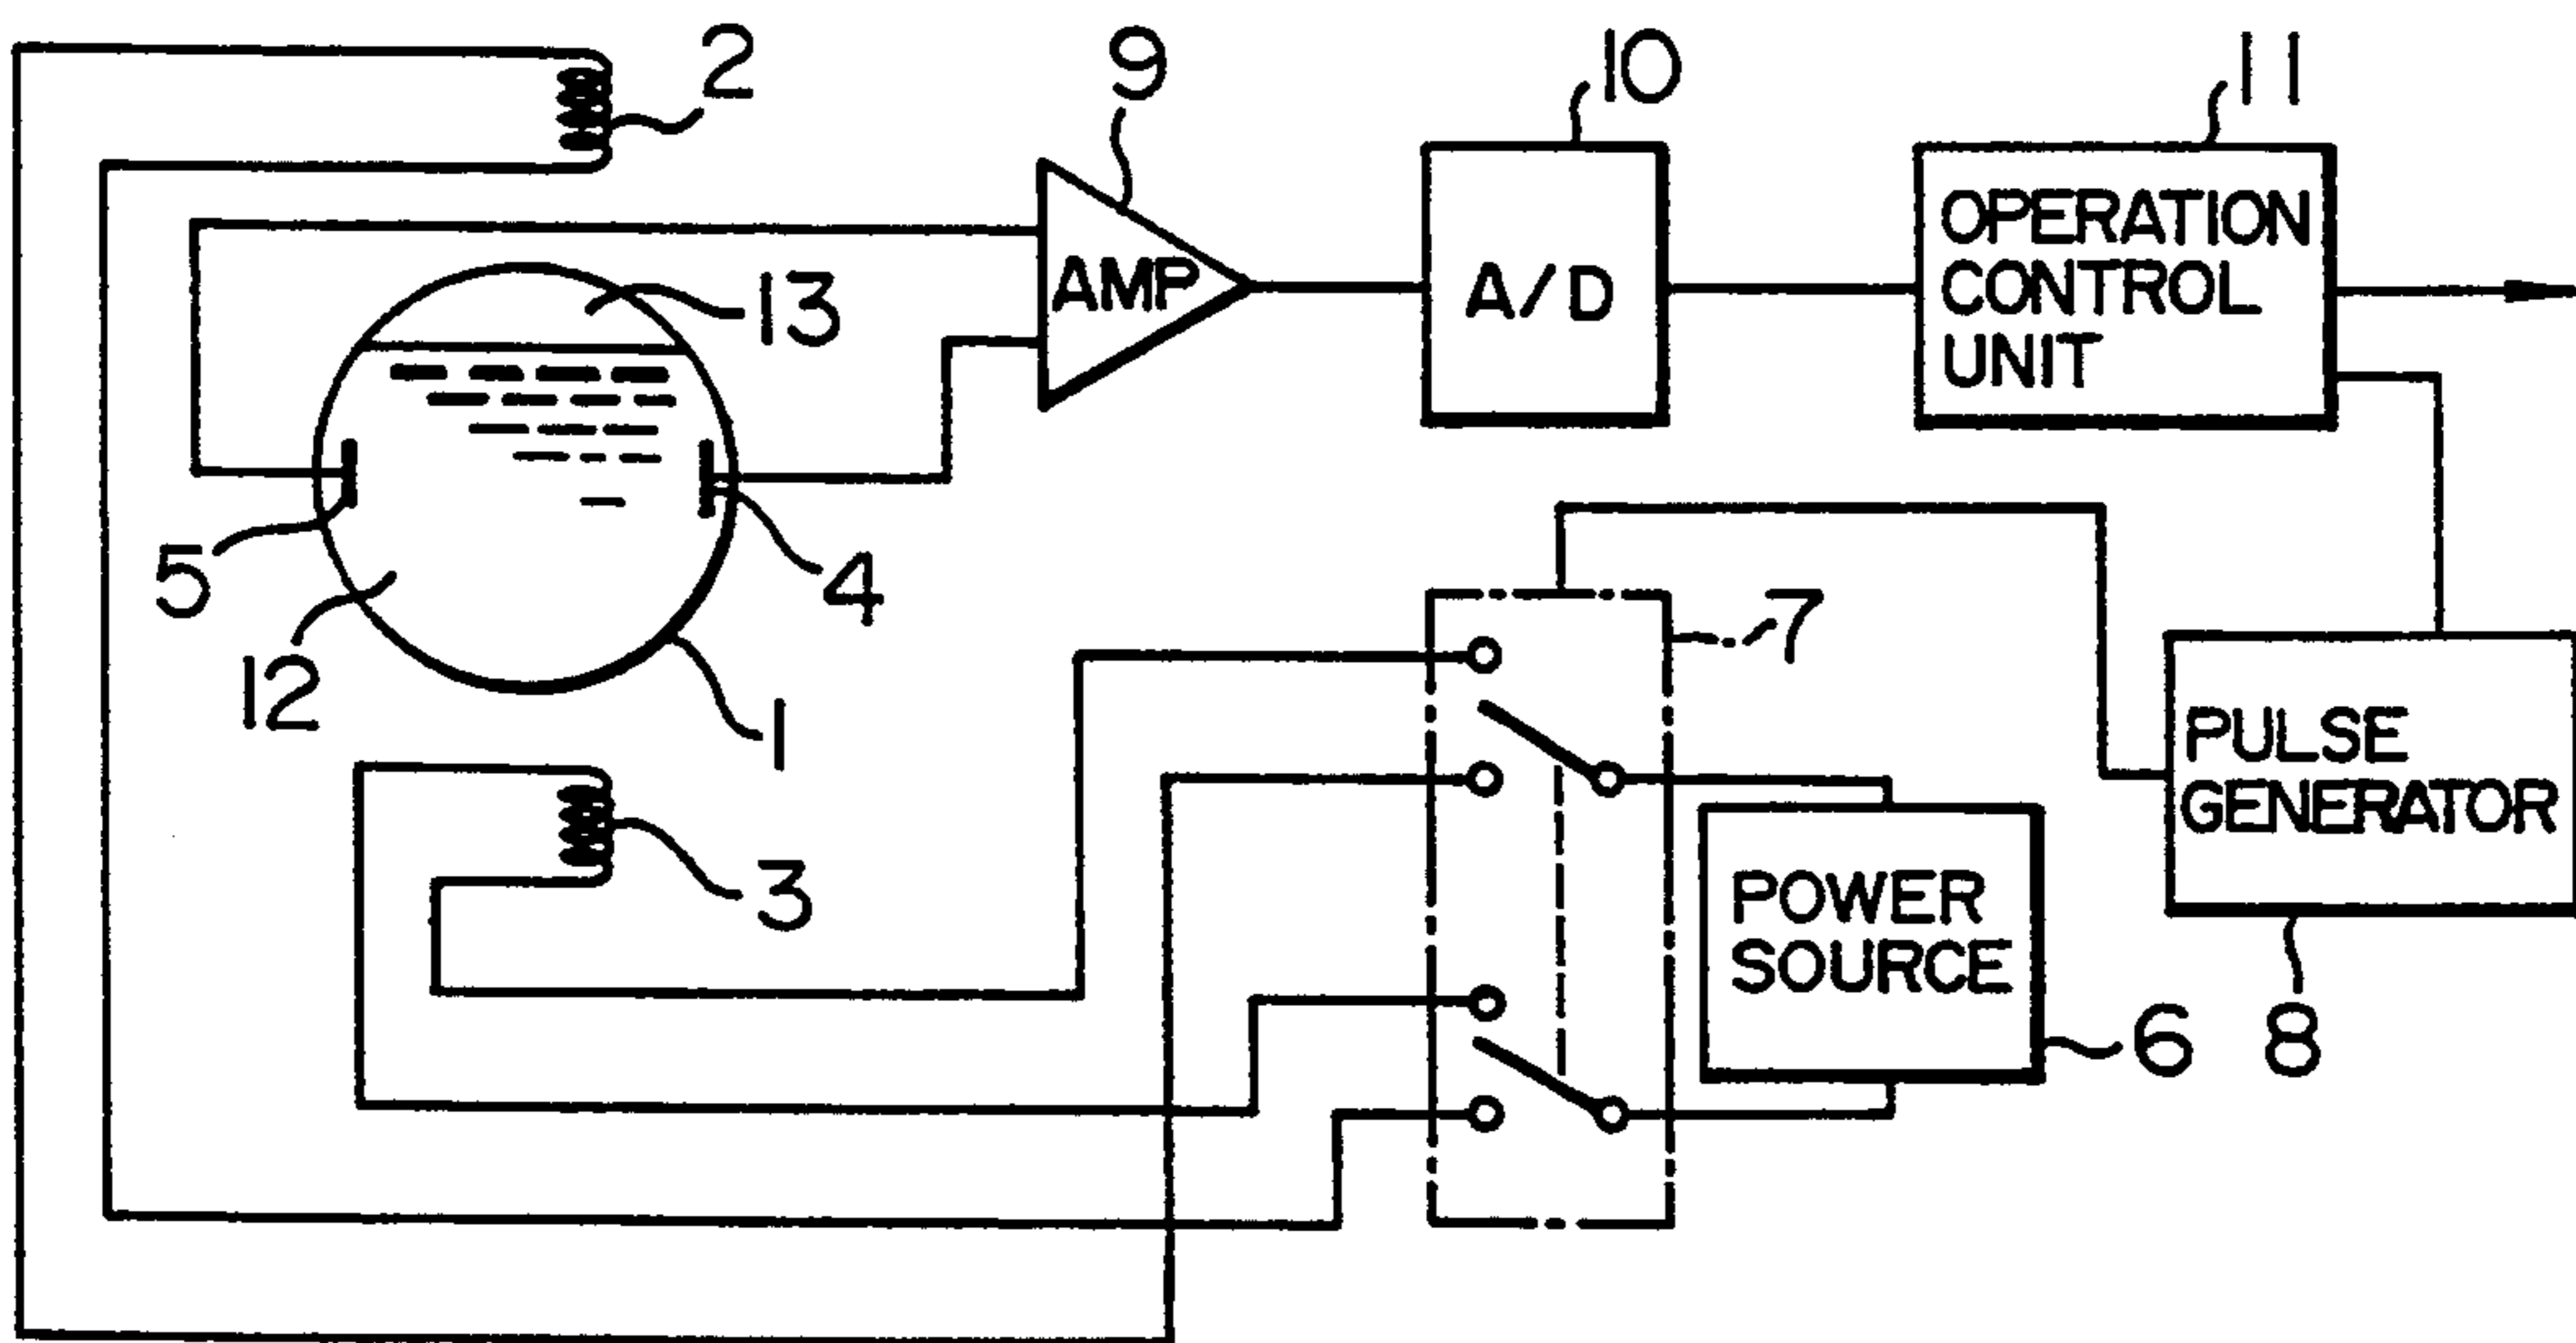 2
9
10
11
AMP
A/D
OPERATION
CONTROL
UNIT
13
5
4
12
1
7
PULSE
GENERATOR
3
POWER
SOURCE
6
8